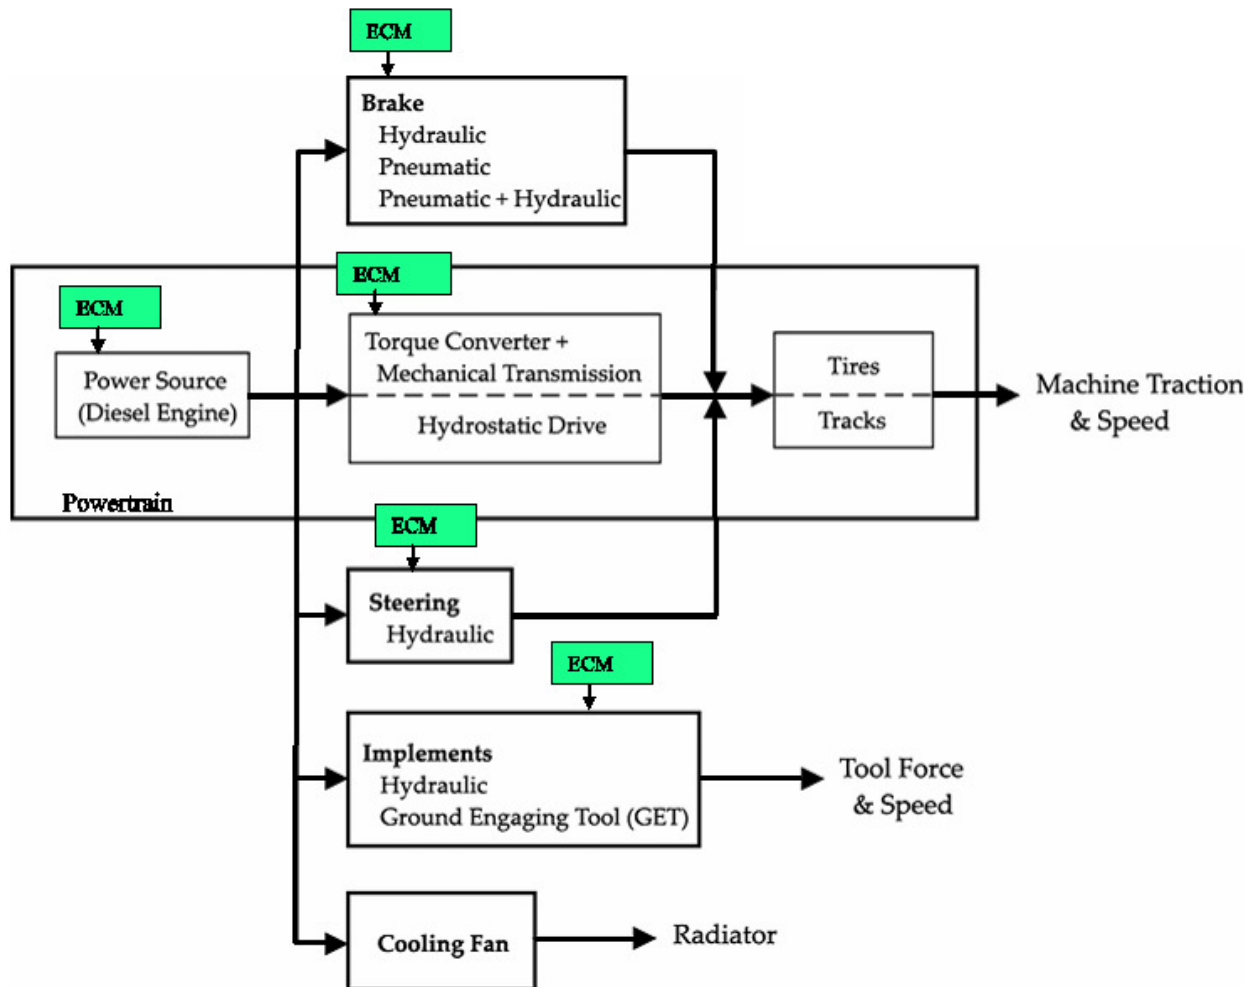 ECM
Brake
Hydraulic
Pneumatic
Pneumatic + Hydraulic
ECM
ECM
Power Source
(Diesel Engine)
Torque Converter +
Mechanical Transmission
Hydrostatic Drive
Tires
Tracks
Machine Traction
& Speed
Powertrain
ECM
Steering
Hydraulic
ECM
Implements
Hydraulic
Ground Engaging Tool (GET)
Tool Force
& Speed
Cooling Fan
Radiator